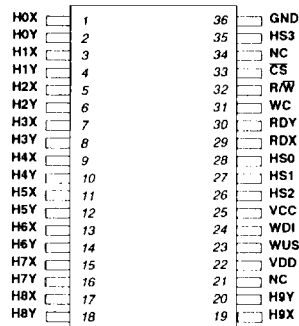 H0X 1 36 GND
H0Y 2 35 HS3
H1X 3 34 NC
H1Y 4 33 C̅S̅
H2X 5 32 R/W̅
H2Y 6 31 WC
H3X 7 30 RDY
H3Y 8 29 RDX
H4X 9 28 HS0
H4Y 10 27 HS1
H5X 11 26 HS2
H5Y 12 25 VCC
H6X 13 24 WDI
H6Y 14 23 WUS
H7X 15 22 VDD
H7Y 16 21 NC
H8X 17 20 H9Y
H8Y 18 19 H9X